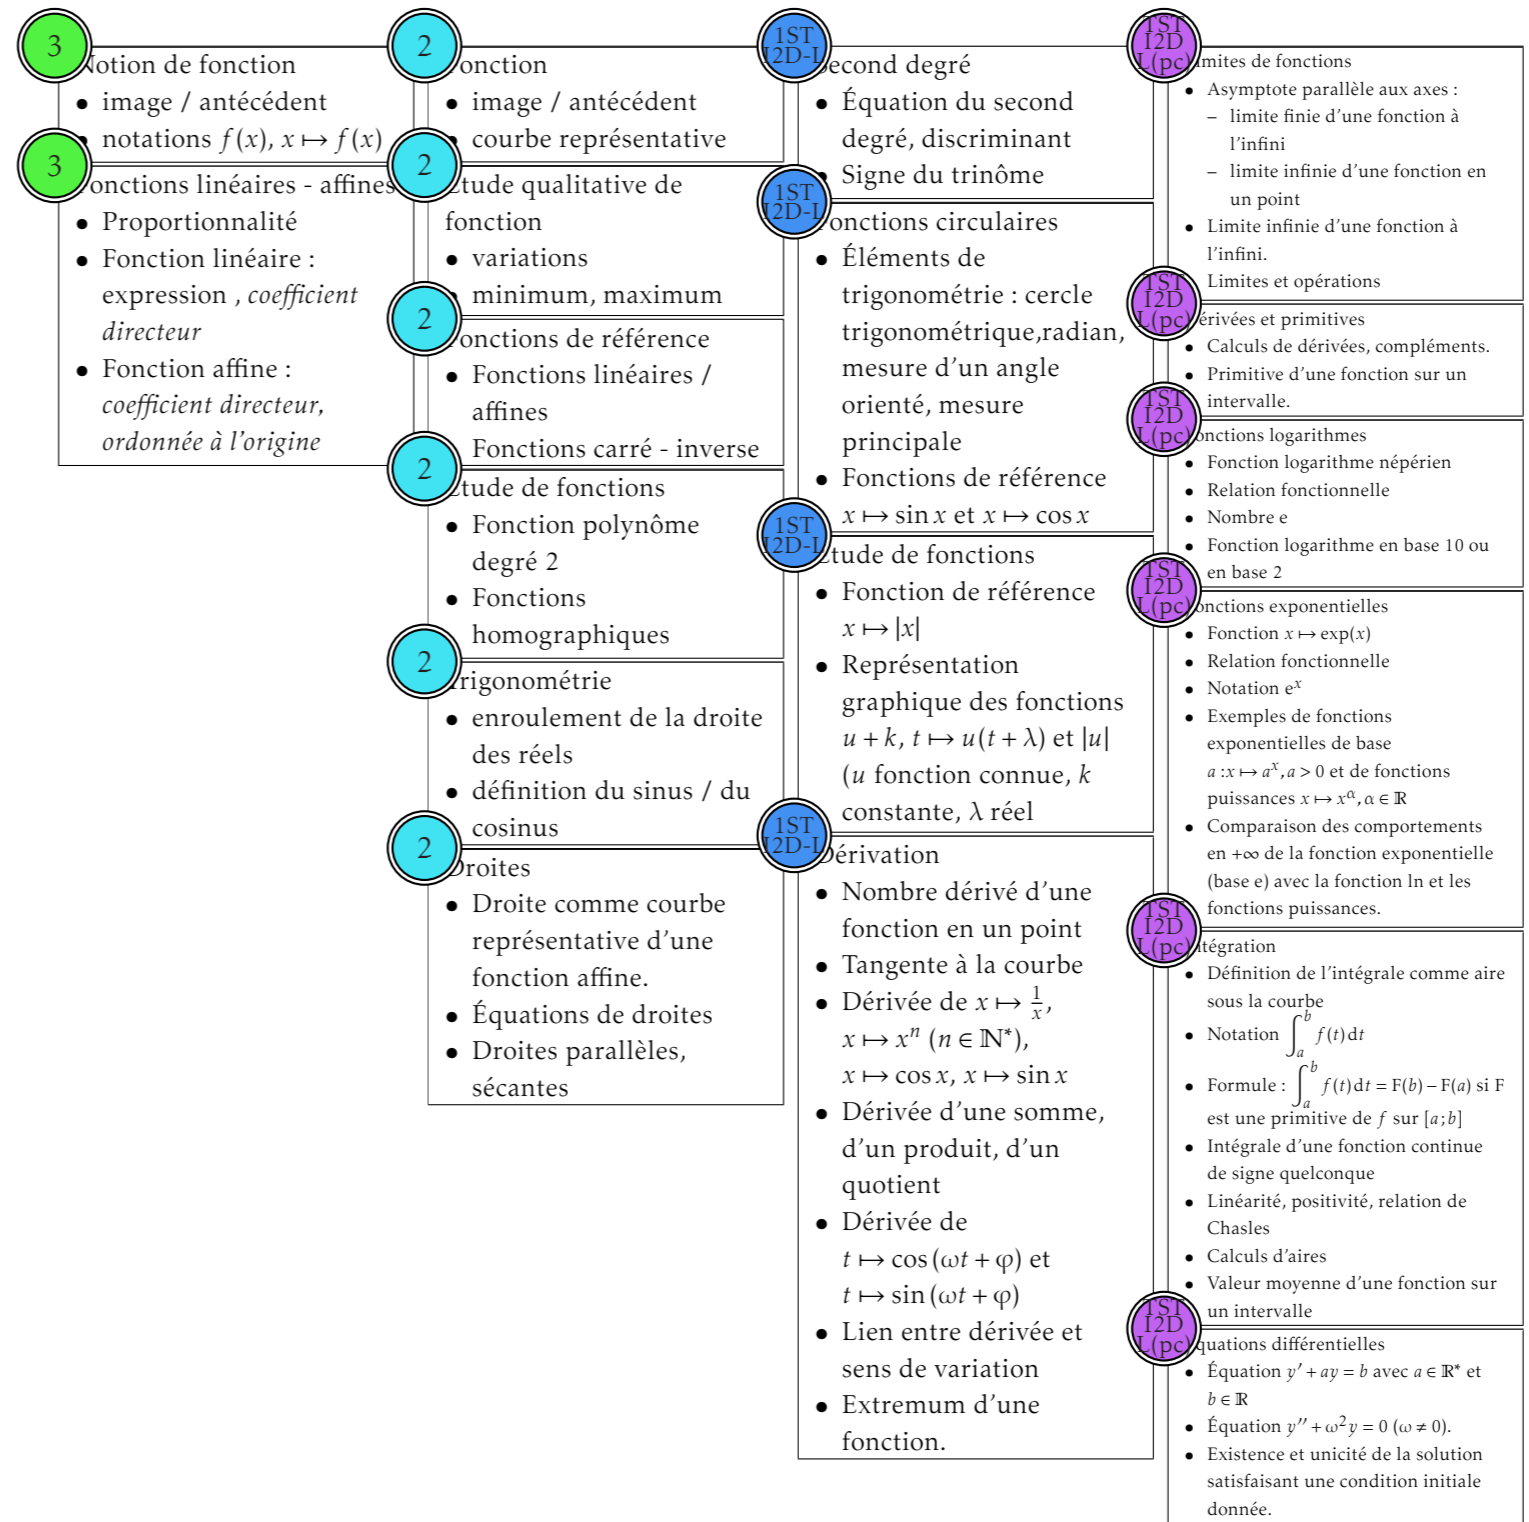 3
Notion de fonction
• image / antécédent
• notations f(x), x ↦ f(x)
3
Fonctions linéaires - affines
• Proportionnalité
• Fonction linéaire :
expression , coefficient
directeur
• Fonction affine :
coefficient directeur,
ordonnée à l'origine
2
Fonction
• image / antécédent
• courbe représentative
2
Étude qualitative de
fonction
• variations
• minimum, maximum
2
Fonctions de référence
• Fonctions linéaires /
affines
Fonctions carré - inverse
2
Étude de fonctions
• Fonction polynôme
degré 2
• Fonctions
homographiques
2
Trigonométrie
• enroulement de la droite
des réels
• définition du sinus / du
cosinus
2
Droites
• Droite comme courbe
représentative d'une
fonction affine.
• Équations de droites
• Droites parallèles,
sécantes
1ST
I2D-L
Second degré
• Équation du second
degré, discriminant
• Signe du trinôme
1ST
I2D-L
Fonctions circulaires
• Éléments de
trigonométrie : cercle
trigonométrique,radian,
mesure d'un angle
orienté, mesure
principale
• Fonctions de référence
x ↦ sin x et x ↦ cos x
1ST
I2D-L
Étude de fonctions
• Fonction de référence
x ↦ |x|
• Représentation
graphique des fonctions
u + k, t ↦ u(t + λ) et |u|
(u fonction connue, k
constante, λ réel
1ST
I2D-L
Dérivation
• Nombre dérivé d'une
fonction en un point
• Tangente à la courbe
• Dérivée de x ↦ 1/x,
x ↦ xⁿ (n ∈ ℕ*),
x ↦ cos x, x ↦ sin x
• Dérivée d'une somme,
d'un produit, d'un
quotient
• Dérivée de
t ↦ cos (ωt + φ) et
t ↦ sin (ωt + φ)
• Lien entre dérivée et
sens de variation
• Extremum d'une
fonction.
TST
I2D
L(pc)
Limites de fonctions
• Asymptote parallèle aux axes :
– limite finie d'une fonction à
l'infini
– limite infinie d'une fonction en
un point
• Limite infinie d'une fonction à
l'infini.
Limites et opérations
TST
I2D
L(pc)
Dérivées et primitives
• Calculs de dérivées, compléments.
• Primitive d'une fonction sur un
intervalle.
TST
I2D
L(pc)
Fonctions logarithmes
• Fonction logarithme népérien
• Relation fonctionnelle
• Nombre e
• Fonction logarithme en base 10 ou
en base 2
TST
I2D
L(pc)
Fonctions exponentielles
• Fonction x ↦ exp(x)
• Relation fonctionnelle
• Notation eˣ
• Exemples de fonctions
exponentielles de base
a :x ↦ aˣ, a > 0 et de fonctions
puissances x ↦ x^α, α ∈ ℝ
• Comparaison des comportements
en +∞ de la fonction exponentielle
(base e) avec la fonction ln et les
fonctions puissances.
TST
I2D
L(pc)
Intégration
• Définition de l'intégrale comme aire
sous la courbe
• Notation ∫ₐᵇ f(t) dt
• Formule : ∫ₐᵇ f(t) dt = F(b) − F(a) si F
est une primitive de f sur [a;b]
• Intégrale d'une fonction continue
de signe quelconque
• Linéarité, positivité, relation de
Chasles
• Calculs d'aires
• Valeur moyenne d'une fonction sur
un intervalle
TST
I2D
L(pc)
Équations différentielles
• Équation y′ + ay = b avec a ∈ ℝ* et
b ∈ ℝ
• Équation y″ + ω²y = 0 (ω ≠ 0).
• Existence et unicité de la solution
satisfaisant une condition initiale
donnée.